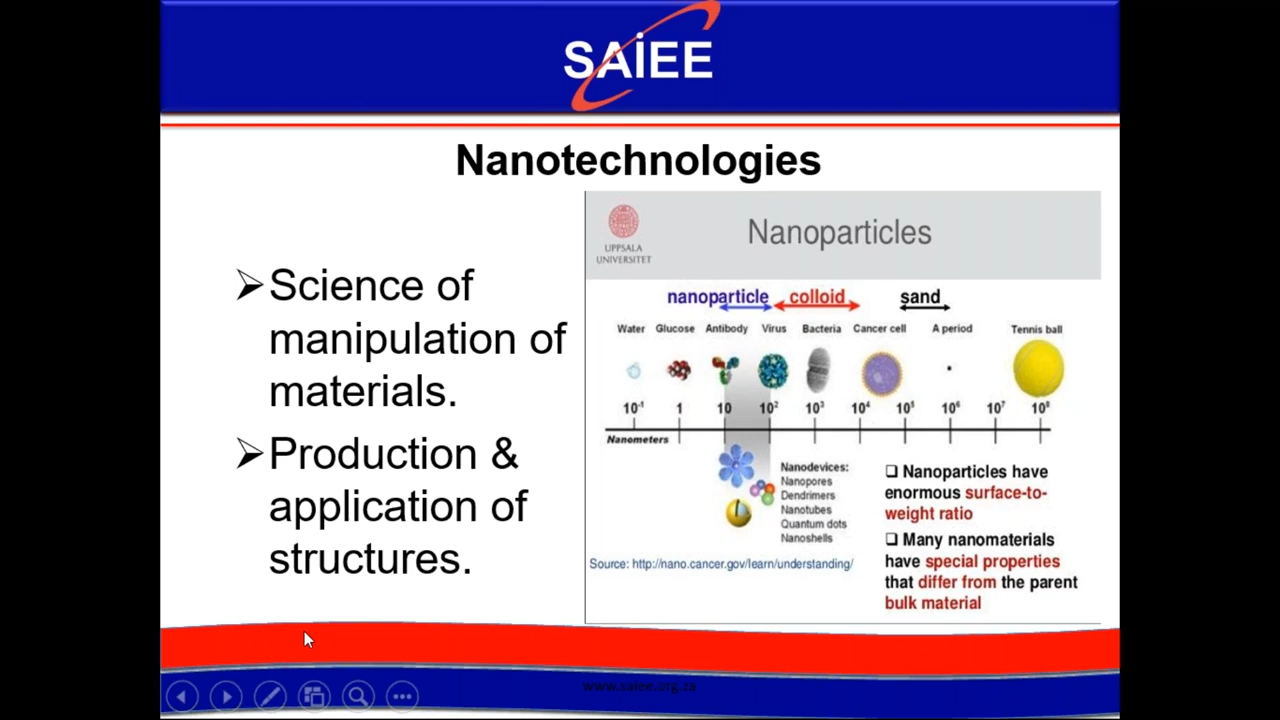 SAiEE
Nanotechnologies
➢Science of
manipulation of
materials.
➢Production &
application of
structures.
UPPSALA
UNIVERSITET
Nanoparticles
nanoparticle colloid sand
Water Glucose Antibody Virus Bacteria Cancer cell A period Tennis ball
10⁻¹ 1 10 10² 10³ 10⁴ 10⁵ 10⁶ 10⁷ 10⁸
Nanometers
Nanodevices:
Nanopores
Dendrimers
Nanotubes
Quantum dots
Nanoshells
Source: http://nano.cancer.gov/learn/understanding/
❑ Nanoparticles have
enormous surface-to-
weight ratio
❑ Many nanomaterials
have special properties
that differ from the parent
bulk material
www.saiee.org.za